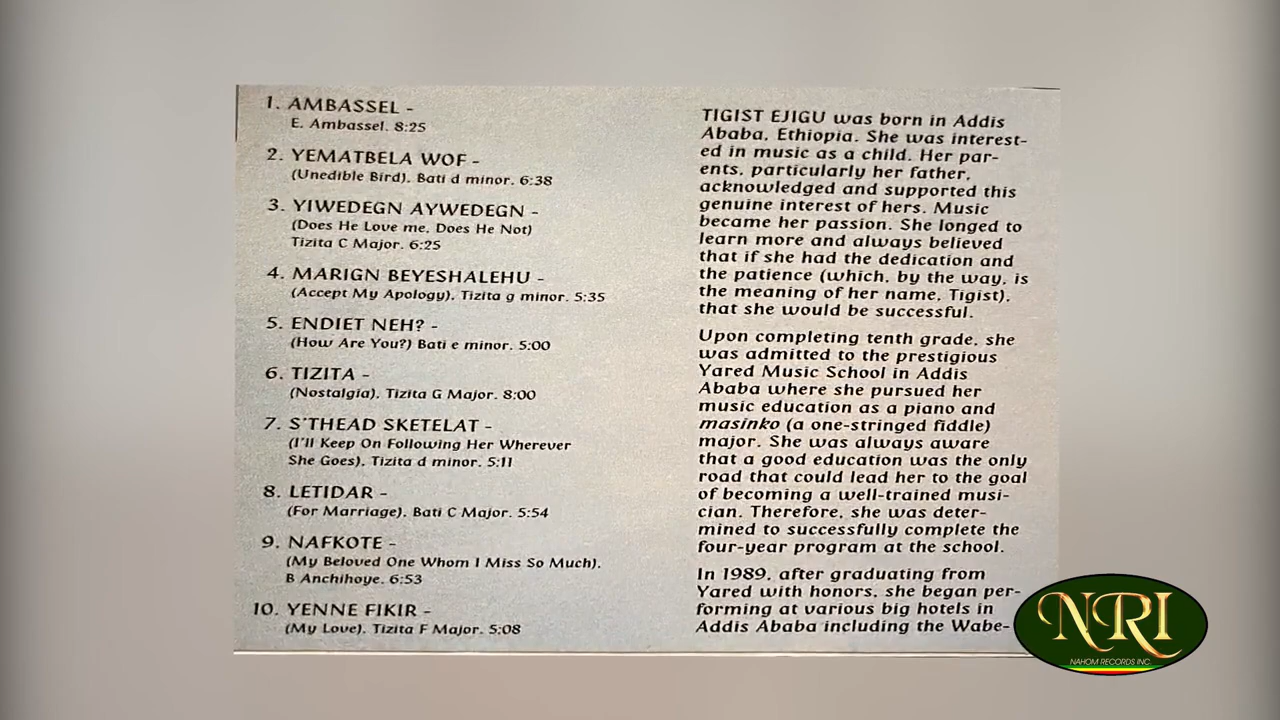 1. AMBASSEL -
E. Ambassel. 8:25
2. YEMATBELA WOF -
(Unedible Bird). Bati d minor. 6:38
3. YIWEDEGN AYWEDEGN -
(Does He Love me, Does He Not)
Tizita C Major. 6:25
4. MARIGN BEYESHALEHU -
(Accept My Apology). Tizita g minor. 5:35
5. ENDIET NEH? -
(How Are You?) Bati e minor. 5:00
6. TIZITA -
(Nostalgia). Tizita G Major. 8:00
7. S'THEAD SKETELAT -
(I'll Keep On Following Her Wherever
She Goes). Tizita d minor. 5:11
8. LETIDAR -
(For Marriage). Bati C Major. 5:54
9. NAFKOTE -
(My Beloved One Whom I Miss So Much).
B Anchihoye. 6:53
10. YENNE FIKIR -
(My Love). Tizita F Major. 5:08
TIGIST EJIGU was born in Addis
Ababa, Ethiopia. She was interest-
ed in music as a child. Her par-
ents, particularly her father,
acknowledged and supported this
genuine interest of hers. Music
became her passion. She longed to
learn more and always believed
that if she had the dedication and
the patience (which, by the way, is
the meaning of her name, Tigist),
that she would be successful.
Upon completing tenth grade, she
was admitted to the prestigious
Yared Music School in Addis
Ababa where she pursued her
music education as a piano and
masinko (a one-stringed fiddle)
major. She was always aware
that a good education was the only
road that could lead her to the goal
of becoming a well-trained musi-
cian. Therefore, she was deter-
mined to successfully complete the
four-year program at the school.
In 1989, after graduating from
Yared with honors, she began per-
forming at various big hotels in
Addis Ababa including the Wabe-
NRI
NAHOM RECORDS INC.